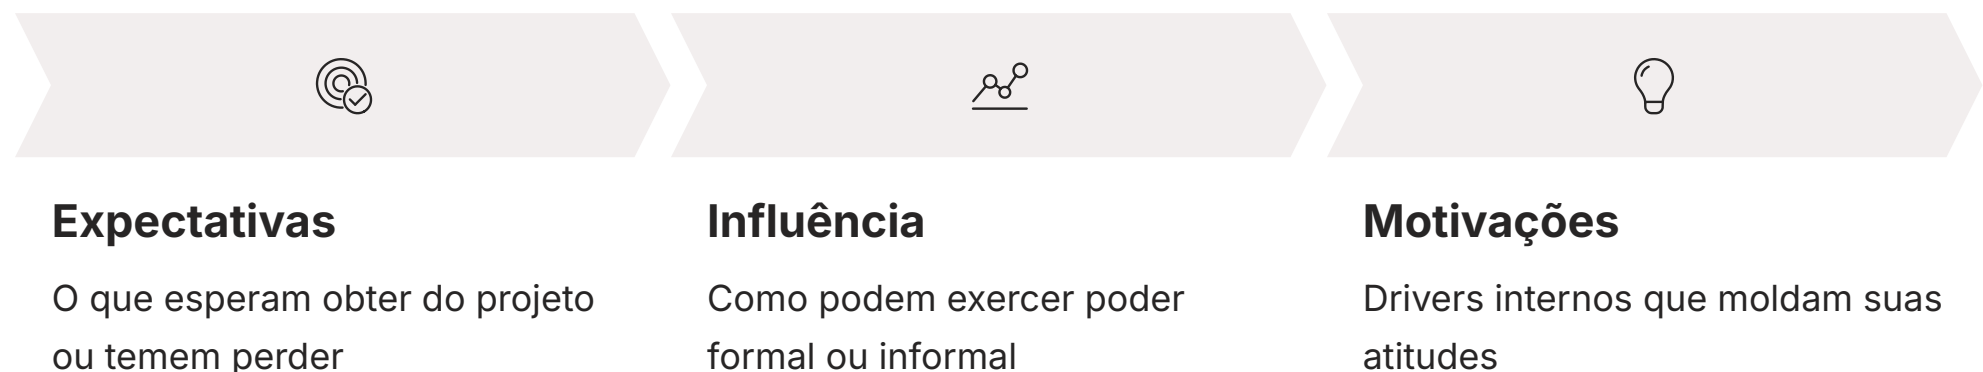 Expectativas
O que esperam obter do projeto
ou temem perder
Influência
Como podem exercer poder
formal ou informal
Motivações
Drivers internos que moldam suas
atitudes